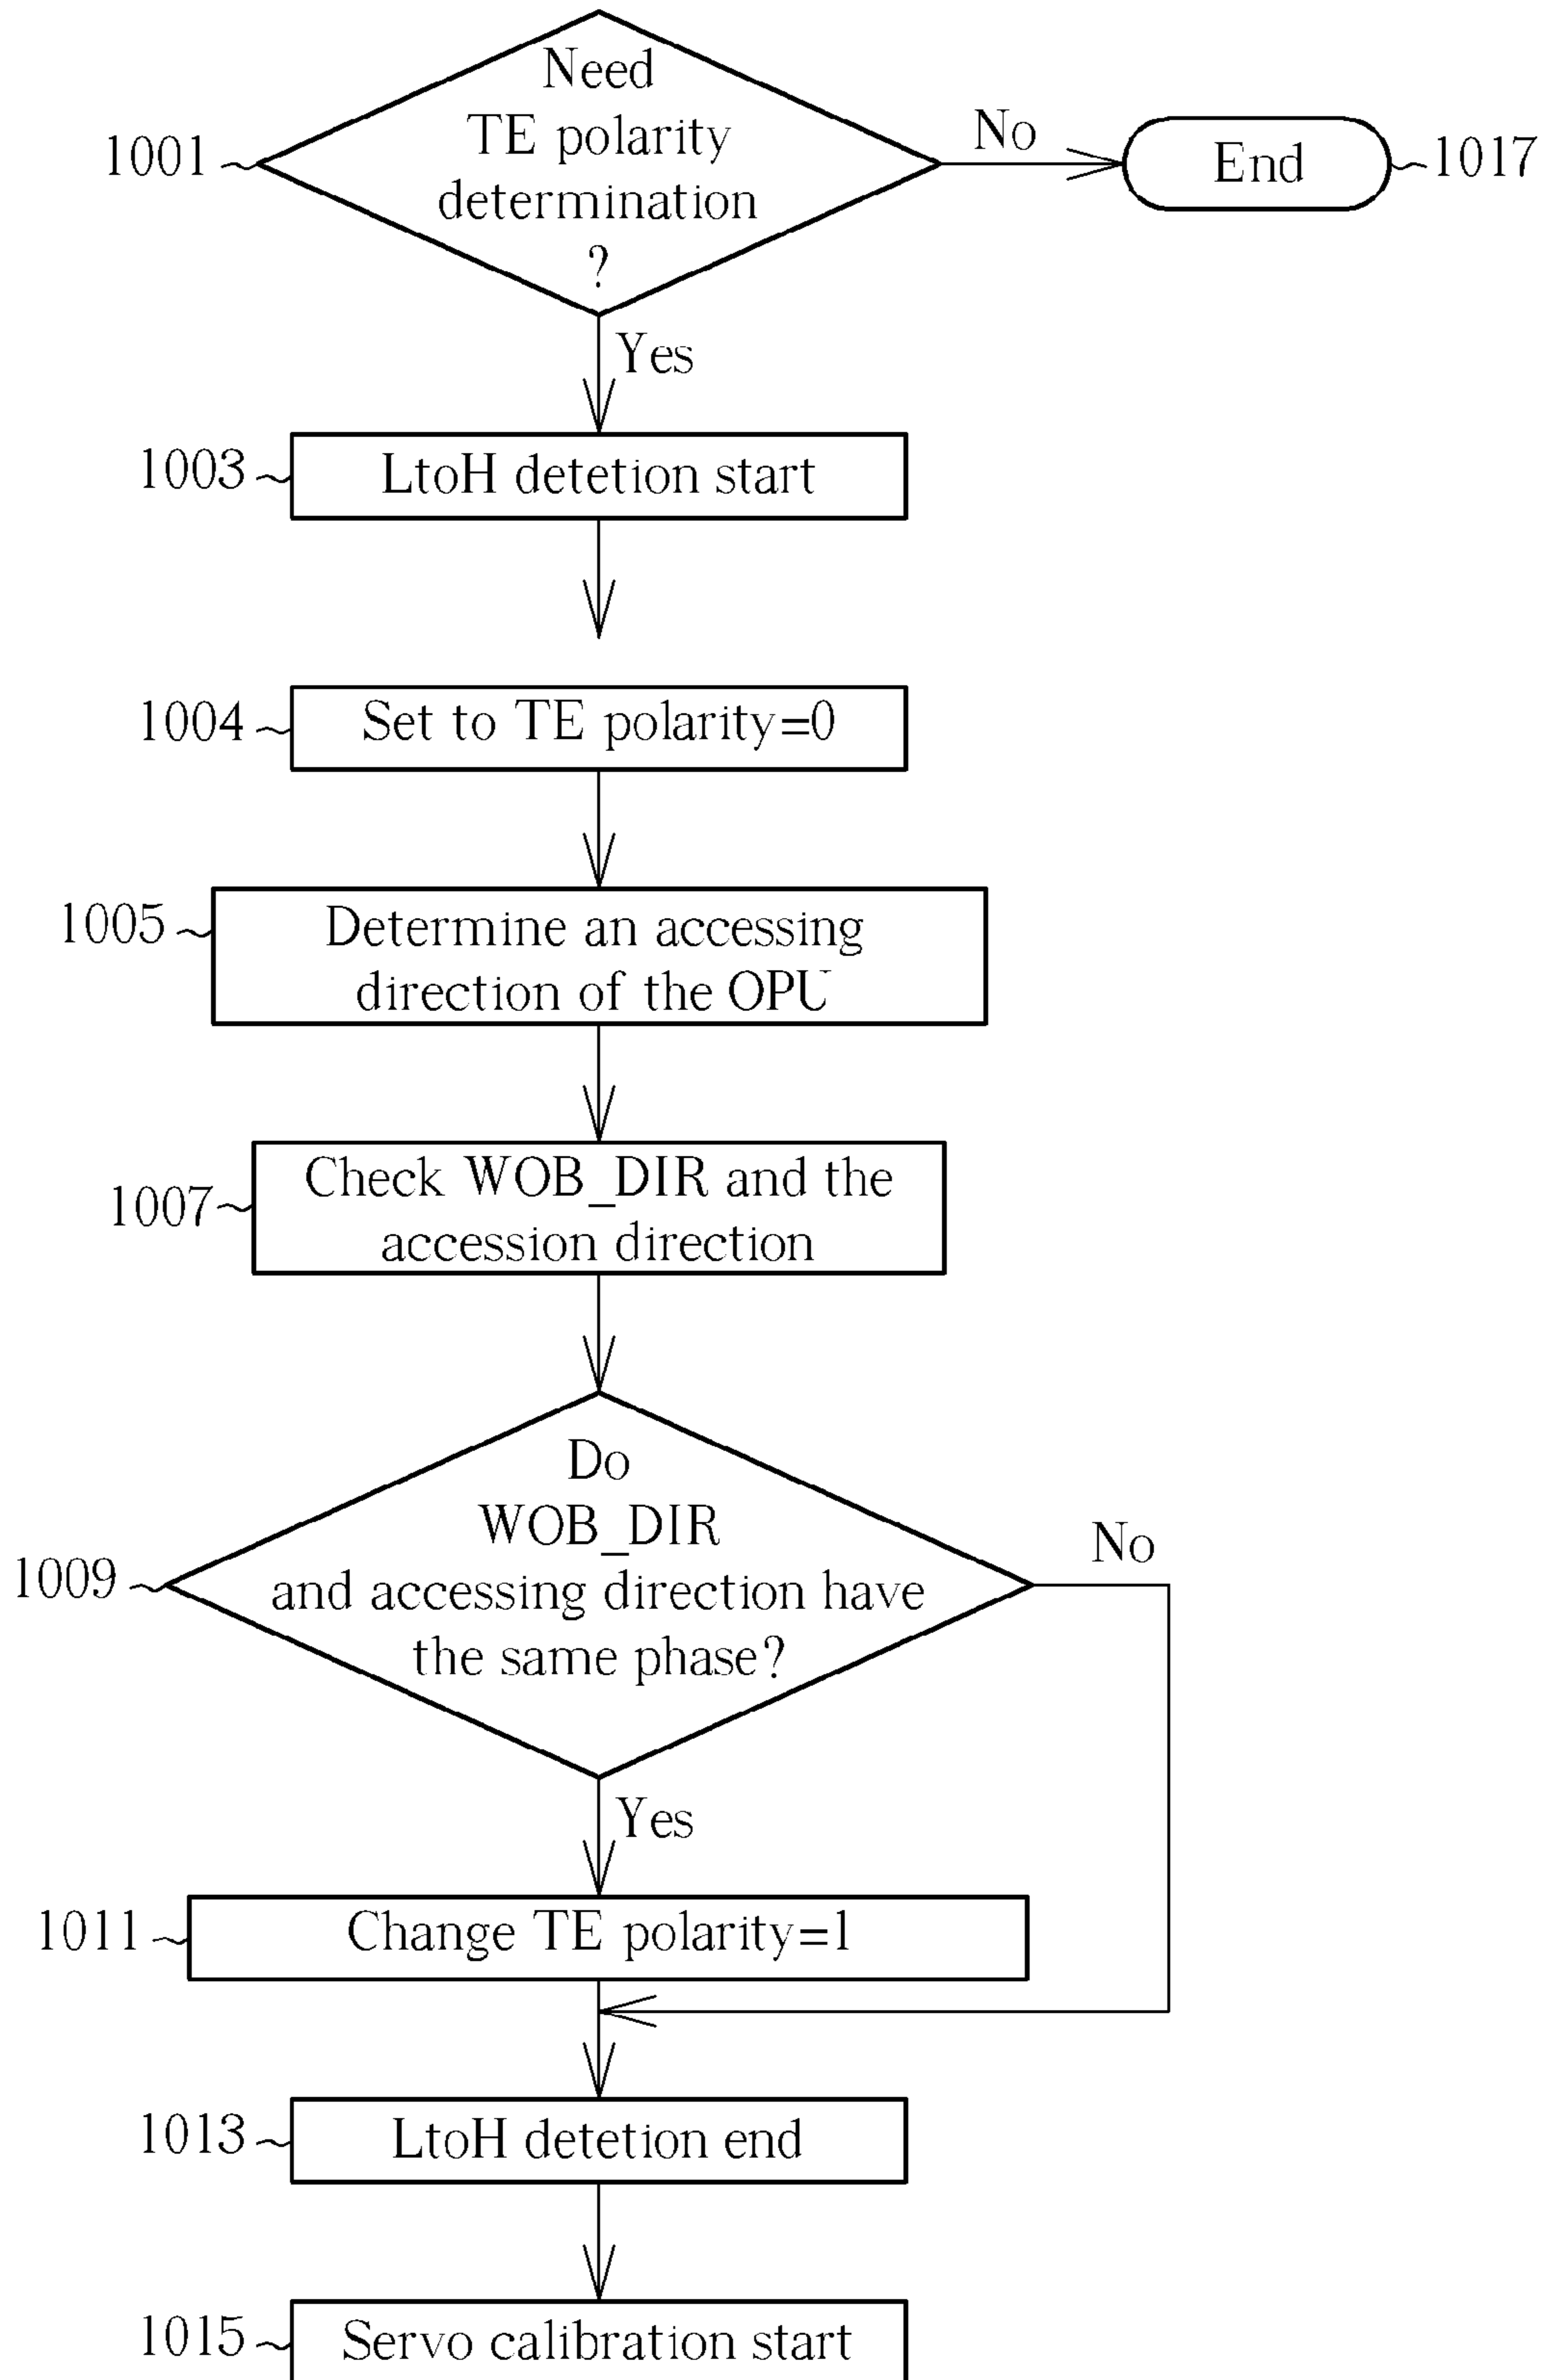 Need
TE polarity
determination
?
1001
No
End
1017
Yes
1003
LtoH detetion start
1004
Set to TE polarity=0
1005
Determine an accessing
direction of the OPU
1007
Check WOB_DIR and the
accession direction
Do
WOB_DIR
and accessing direction have
the same phase?
1009
No
Yes
1011
Change TE polarity=1
1013
LtoH detetion end
1015
Servo calibration start